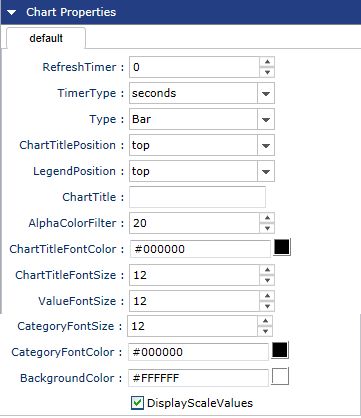 Chart Properties
default
RefreshTimer : 0
TimerType : seconds
Type : Bar
ChartTitlePosition : top
LegendPosition : top
ChartTitle :
AlphaColorFilter : 20
ChartTitleFontColor : #000000
ChartTitleFontSize : 12
ValueFontSize : 12
CategoryFontSize : 12
CategoryFontColor : #000000
BackgroundColor : #FFFFFF
DisplayScaleValues